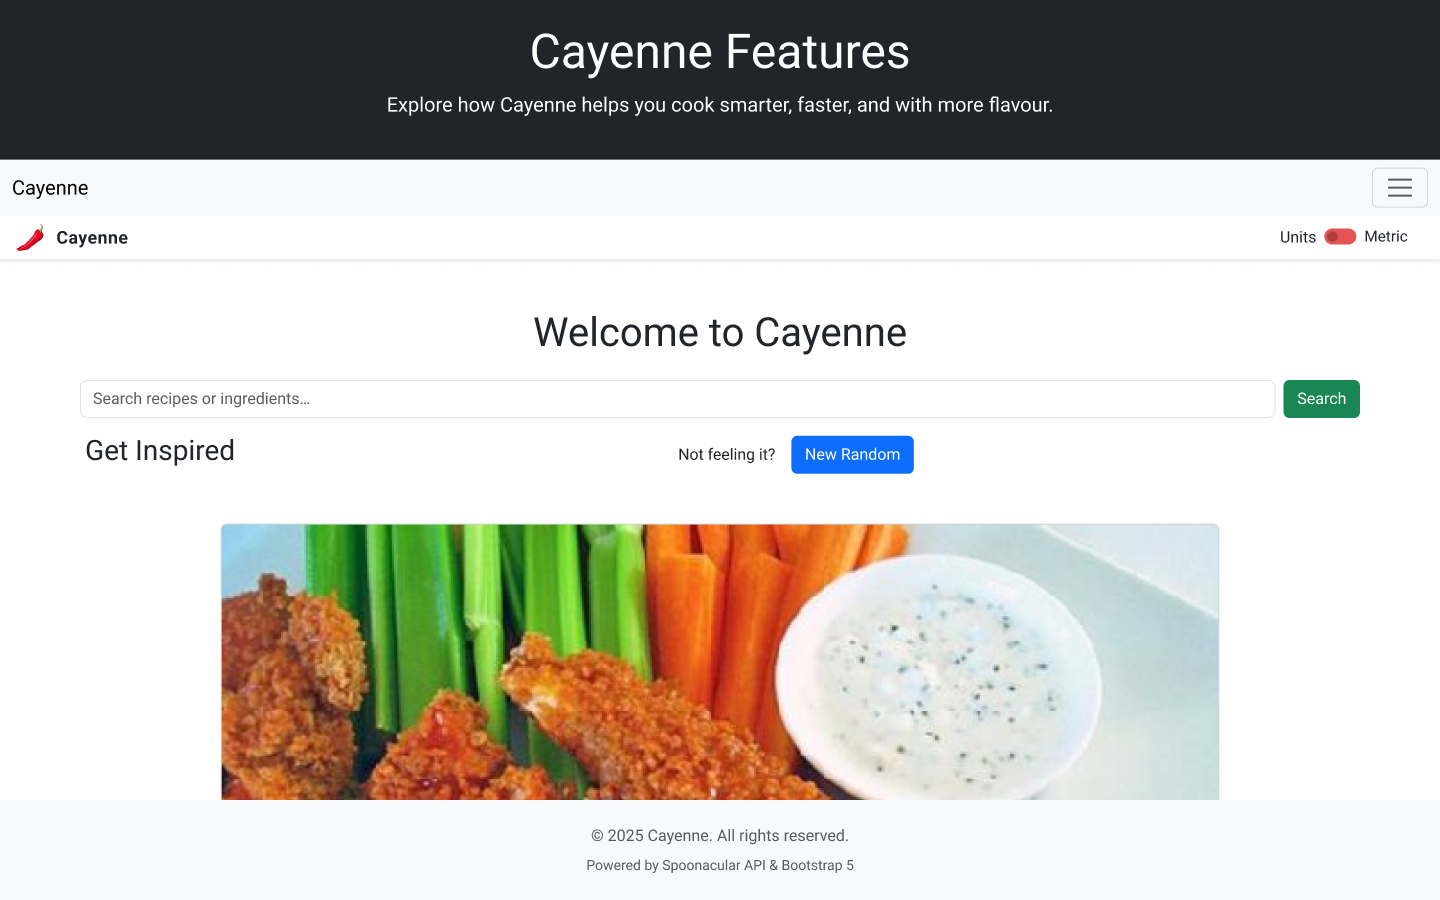 Cayenne Features
Explore how Cayenne helps you cook smarter, faster, and with more flavour.
Cayenne
Cayenne
Units Metric
Welcome to Cayenne
Search recipes or ingredients...
Search
Get Inspired
Not feeling it?
New Random
© 2025 Cayenne. All rights reserved.
Powered by Spoonacular API & Bootstrap 5